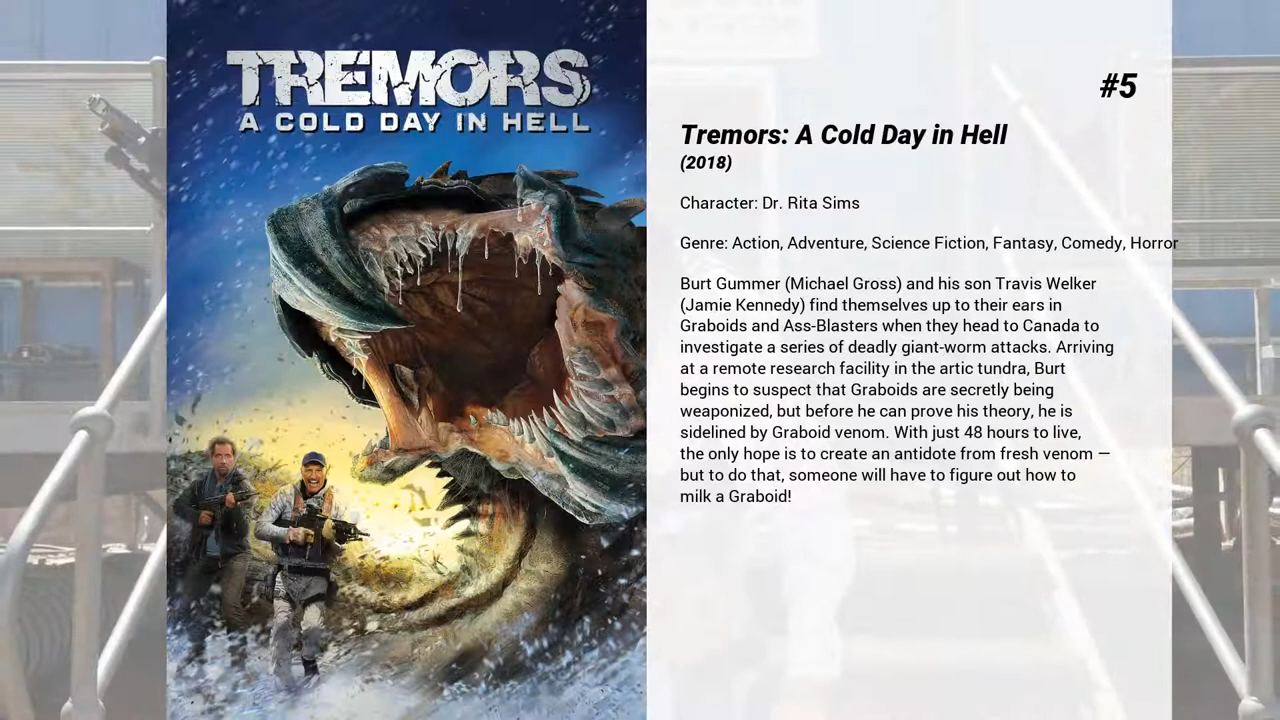 TREMORS
A COLD DAY IN HELL
#5
Tremors: A Cold Day in Hell
(2018)
Character: Dr. Rita Sims
Genre: Action, Adventure, Science Fiction, Fantasy, Comedy, Horror
Burt Gummer (Michael Gross) and his son Travis Welker
(Jamie Kennedy) find themselves up to their ears in
Graboids and Ass-Blasters when they head to Canada to
investigate a series of deadly giant-worm attacks. Arriving
at a remote research facility in the artic tundra, Burt
begins to suspect that Graboids are secretly being
weaponized, but before he can prove his theory, he is
sidelined by Graboid venom. With just 48 hours to live,
the only hope is to create an antidote from fresh venom —
but to do that, someone will have to figure out how to
milk a Graboid!